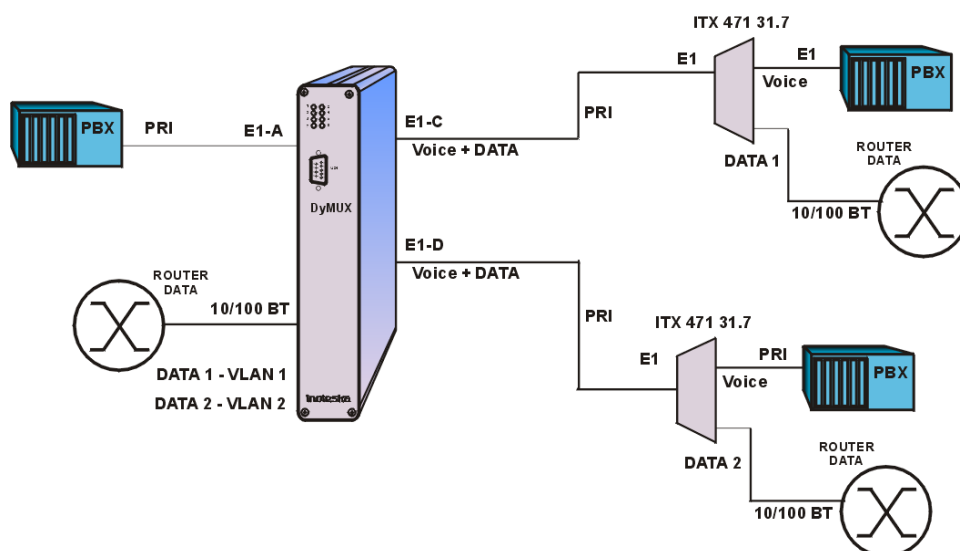 ITX 471 31.7
E1
E1
PBX
Voice
PBX
PRI
E1-A
E1-C
Voice + DATA
PRI
DATA 1
ROUTER
DATA
10/100 BT
DyMUX
E1-D
Voice + DATA
ROUTER
DATA
10/100 BT
PRI
ITX 471 31.7
E1
PRI
PBX
Voice
DATA 1 - VLAN 1
DATA 2 - VLAN 2
inoteska
DATA 2
ROUTER
DATA
10/100 BT